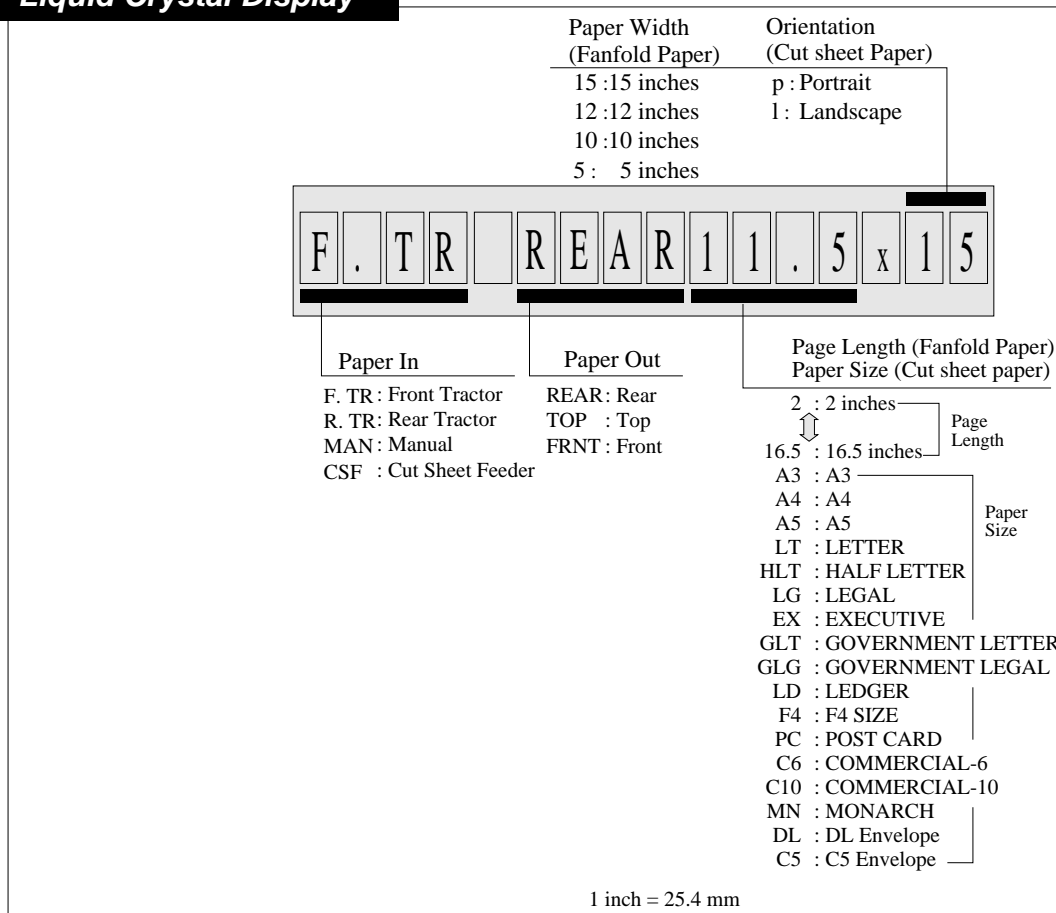 Liquid Crystal Display
Paper Width
(Fanfold Paper)
15 :15 inches
12 :12 inches
10 :10 inches
5 : 5 inches
Orientation
(Cut sheet Paper)
p : Portrait
l : Landscape
F. TR REAR11.5x15
Paper In
F. TR : Front Tractor
R. TR : Rear Tractor
MAN : Manual
CSF : Cut Sheet Feeder
Paper Out
REAR : Rear
TOP : Top
FRNT : Front
Page Length (Fanfold Paper)
Paper Size (Cut sheet paper)
2 : 2 inches
16.5 : 16.5 inches
Page
Length
A3 : A3
A4 : A4
A5 : A5
LT : LETTER
HLT : HALF LETTER
LG : LEGAL
EX : EXECUTIVE
GLT : GOVERNMENT LETTER
GLG : GOVERNMENT LEGAL
LD : LEDGER
F4 : F4 SIZE
PC : POST CARD
C6 : COMMERCIAL-6
C10 : COMMERCIAL-10
MN : MONARCH
DL : DL Envelope
C5 : C5 Envelope
Paper
Size
1 inch = 25.4 mm